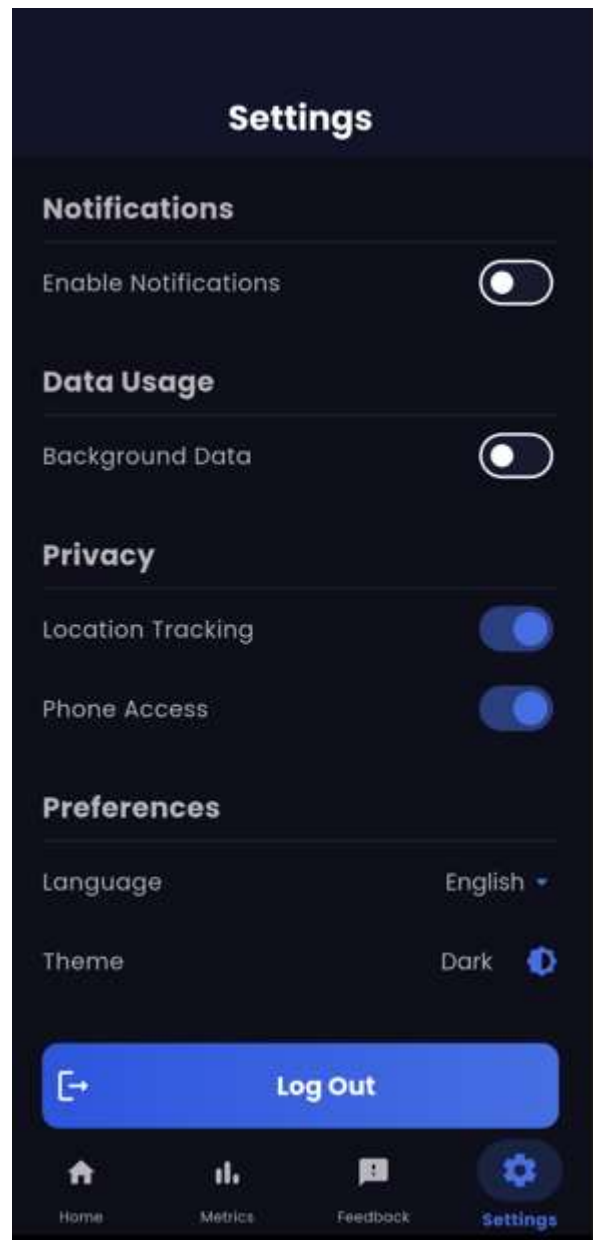 Settings
Notifications
Enable Notifications
Data Usage
Background Data
Privacy
Location Tracking
Phone Access
Preferences
Language English
Theme Dark
Log Out
Home Metrics Feedback Settings